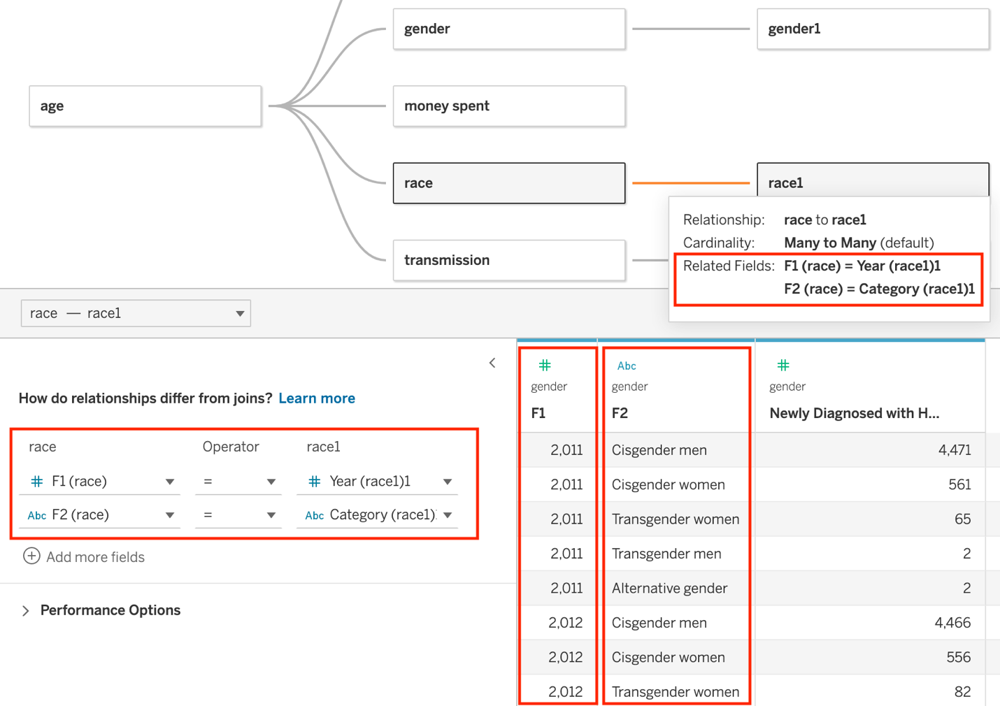 gender
gender1
age
money spent
race
race1
Relationship: race to race1
Cardinality: Many to Many (default)
transmission
Related Fields: F1 (race) = Year (race1)1
F2 (race) = Category (race1)1
race — race1
How do relationships differ from joins? Learn more
race Operator race1
# F1 (race) = # Year (race1)1
Abc F2 (race) = Abc Category (race1)
Add more fields
Performance Options
# Abc #
gender gender gender
F1 F2 Newly Diagnosed with H...
2,011 Cisgender men 4,471
2,011 Cisgender women 561
2,011 Transgender women 65
2,011 Transgender men 2
2,011 Alternative gender 2
2,012 Cisgender men 4,466
2,012 Cisgender women 556
2,012 Transgender women 82